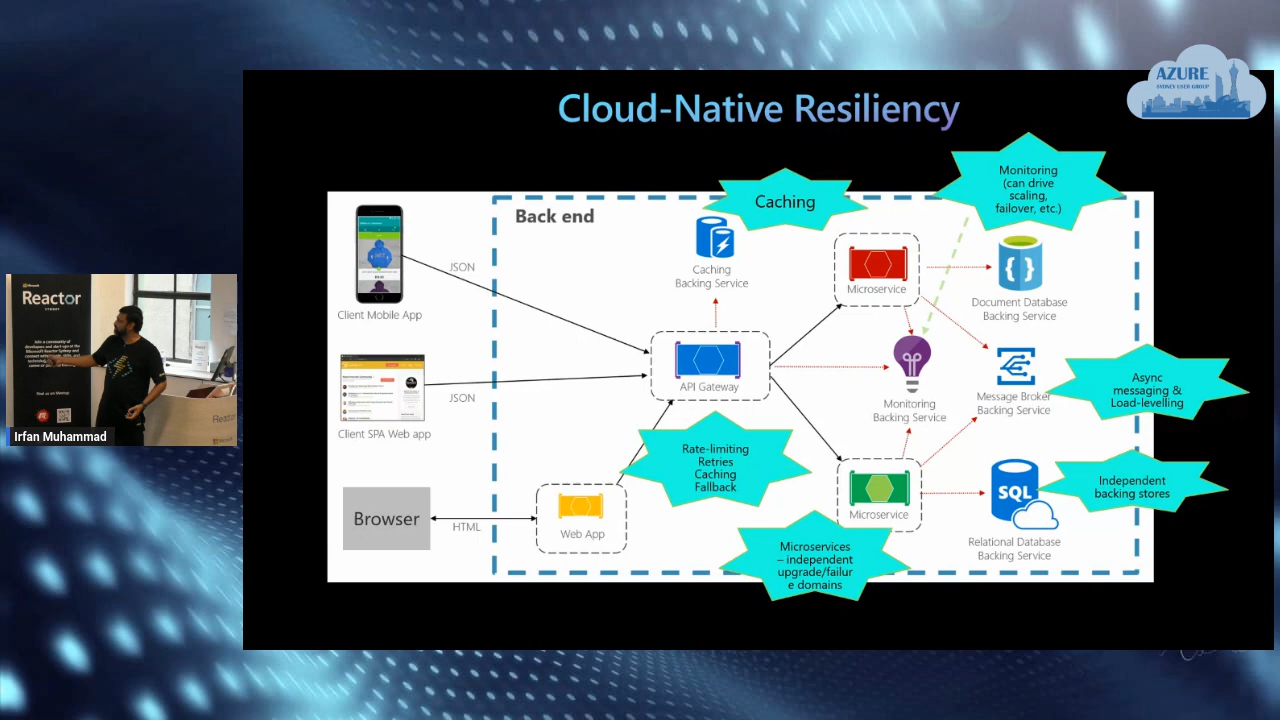 AZURE
SYDNEY USER GROUP
Cloud-Native Resiliency
Monitoring
(can drive
scaling,
failover, etc.)
Caching
Back end
JSON
Client Mobile App
Caching
Backing Service
Microservice
Document Database
Backing Service
API Gateway
JSON
Client SPA Web app
Monitoring
Backing Service
Message Broker
Backing Service
Async
messaging &
Load-levelling
Rate-limiting
Retries
Caching
Fallback
Independent
backing stores
SQL
Microservice
Relational Database
Backing Service
Browser
HTML
Web App
Microservices
– independent
upgrade/failur
e domains
Microsoft
Reactor
SYDNEY
Irfan Muhammad